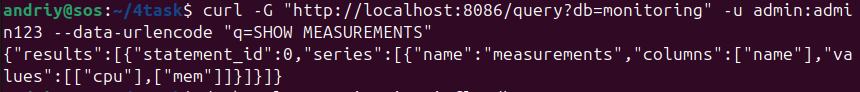 andriy@sos:~/4task$ curl -G "http://localhost:8086/query?db=monitoring" -u admin:admi
n123 --data-urlencode "q=SHOW MEASUREMENTS"
{"results":[{"statement_id":0,"series":[{"name":"measurements","columns":["name"],"va
lues":[["cpu"],["mem"]]}]}]}